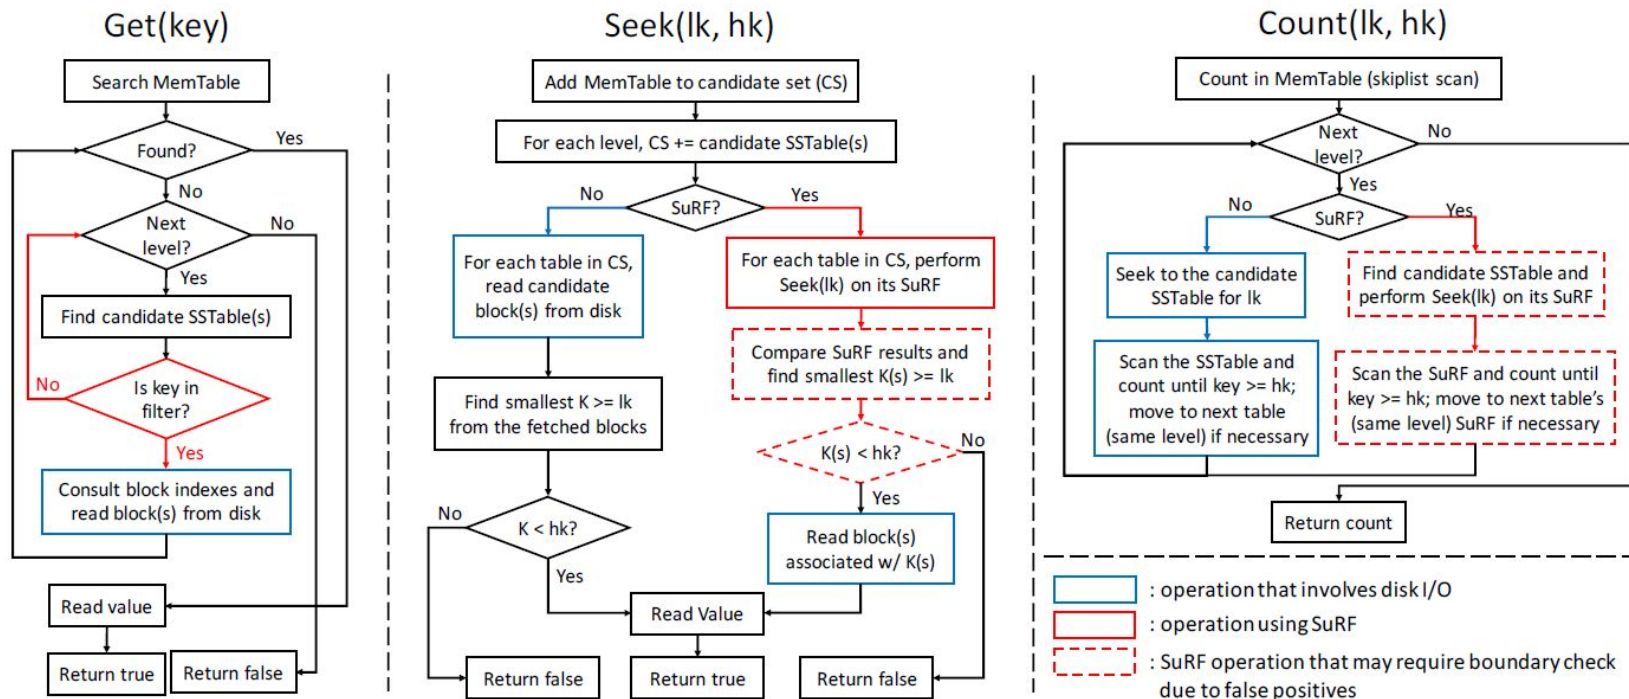 Get(key)
Search MemTable
Found?
Yes
No
Next
level?
No
Yes
Find candidate SSTable(s)
No
Is key in
filter?
Yes
Consult block indexes and
read block(s) from disk
Read value
Return true
Return false
Seek(lk, hk)
Add MemTable to candidate set (CS)
For each level, CS += candidate SSTable(s)
No
SuRF?
Yes
For each table in CS,
read candidate
block(s) from disk
For each table in CS, perform
Seek(lk) on its SuRF
Compare SuRF results and
find smallest K(s) >= lk
Find smallest K >= lk
from the fetched blocks
K(s) < hk?
No
Yes
No
K < hk?
Yes
Read block(s)
associated w/ K(s)
Read Value
Return false
Return true
Return false
Count(lk, hk)
Count in MemTable (skiplist scan)
Next
level?
No
Yes
No
SuRF?
Yes
Seek to the candidate
SSTable for lk
Find candidate SSTable and
perform Seek(lk) on its SuRF
Scan the SSTable and
count until key >= hk;
move to next table
(same level) if necessary
Scan the SuRF and count until
key >= hk; move to next table's
(same level) SuRF if necessary
Return count
: operation that involves disk I/O
: operation using SuRF
: SuRF operation that may require boundary check
due to false positives